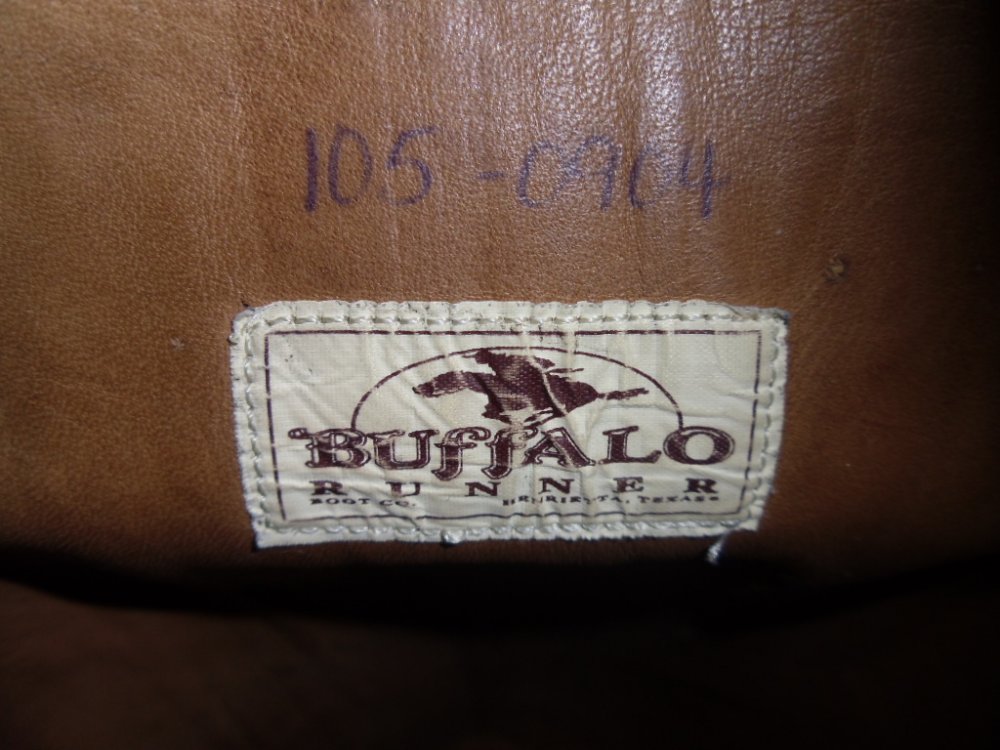 105-0904
BUffALO
RUNNER
BOOT CO. HENRIETTA, TEXAS